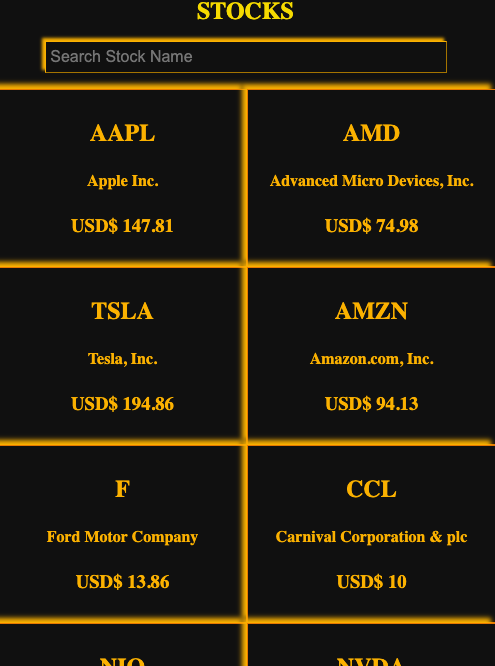 STOCKS
Search Stock Name
AAPL
Apple Inc.
USD$ 147.81
AMD
Advanced Micro Devices, Inc.
USD$ 74.98
TSLA
Tesla, Inc.
USD$ 194.86
AMZN
Amazon.com, Inc.
USD$ 94.13
F
Ford Motor Company
USD$ 13.86
CCL
Carnival Corporation & plc
USD$ 10
NIO
NVDA